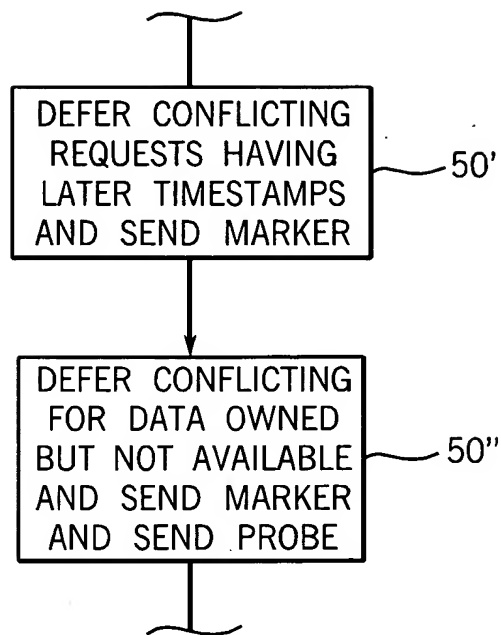 DEFER CONFLICTING
REQUESTS HAVING
LATER TIMESTAMPS
AND SEND MARKER
50'
DEFER CONFLICTING
FOR DATA OWNED
BUT NOT AVAILABLE
AND SEND MARKER
AND SEND PROBE
50"